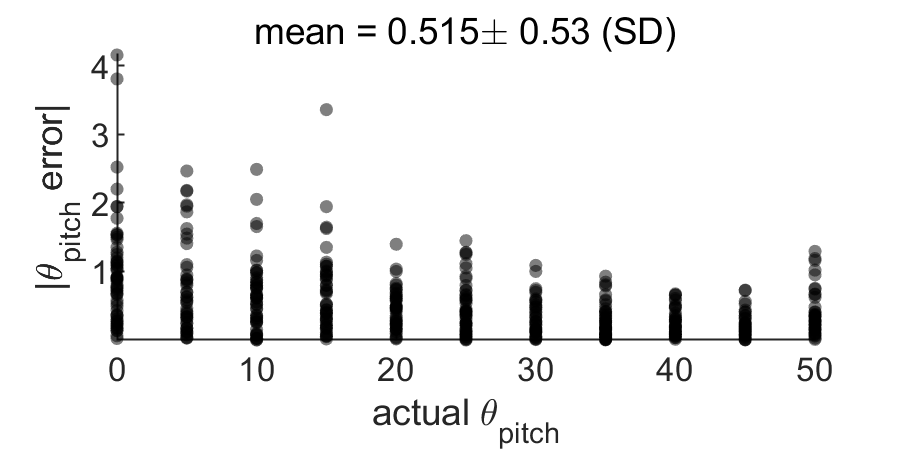 mean = 0.515± 0.53 (SD)
|θpitch error|
4
3
2
1
0 10 20 30 40 50
actual θpitch